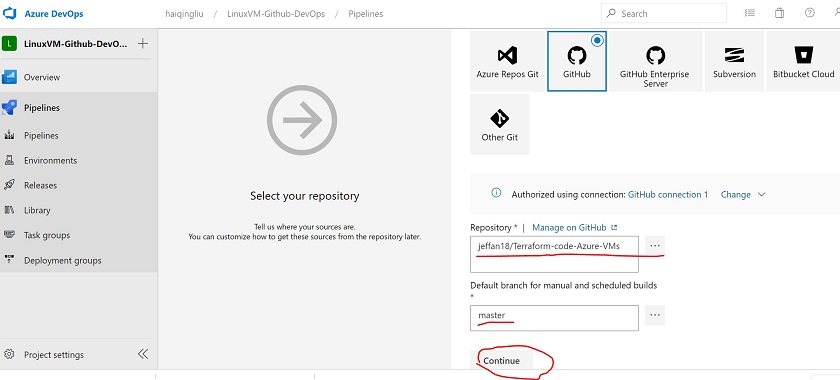 Azure DevOps
haiqingliu / LinuxVM-Github-DevOps / Pipelines
Search
L LinuxVM-Github-DevO... +
Overview
Pipelines
Pipelines
Environments
Releases
Library
Task groups
Deployment groups
Project settings
Select your repository
Tell us where your sources are.
You can customize how to get these sources from the repository later.
Azure Repos Git
GitHub
GitHub Enterprise
Server
Subversion
Bitbucket Cloud
Other Git
Authorized using connection: GitHub connection 1 Change
Repository * | Manage on GitHub
jeffan18/Terraform-code-Azure-VMs
...
Default branch for manual and scheduled builds
*
master
...
Continue